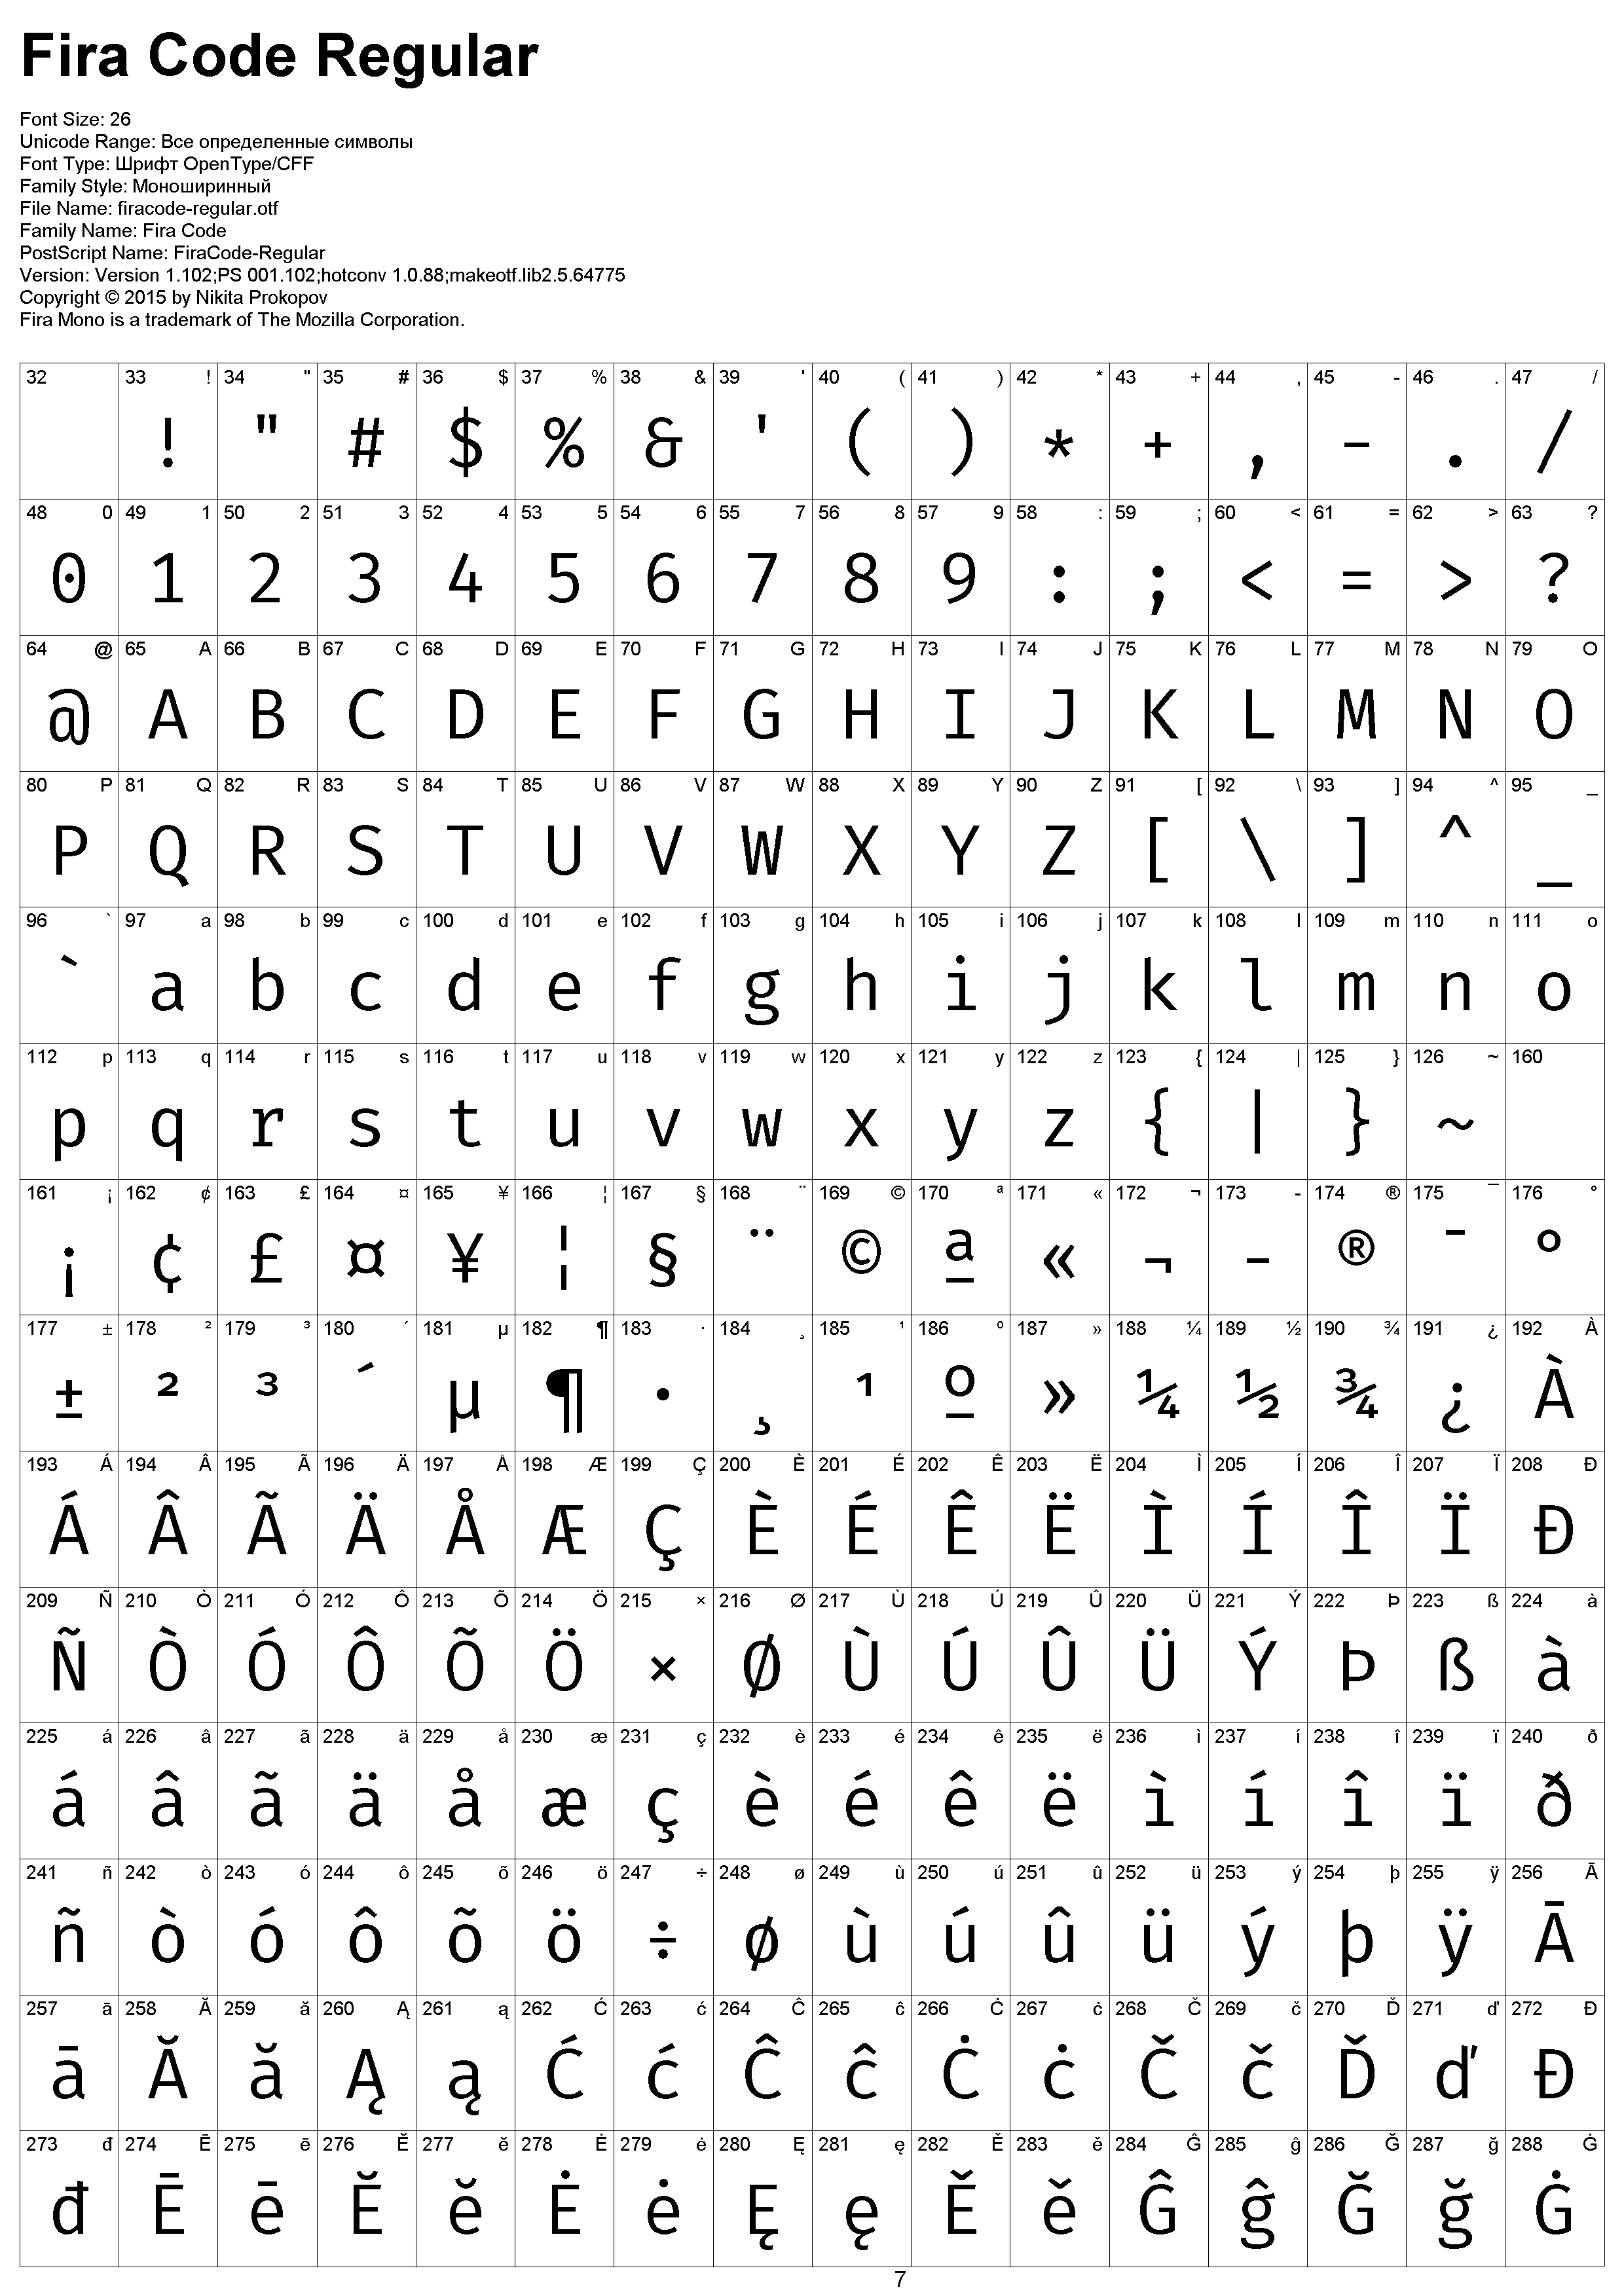 Fira Code Regular
Font Size: 26
Unicode Range: Все определенные символы
Font Type: Шрифт OpenType/CFF
Family Style: Моноширинный
File Name: firacode-regular.otf
Family Name: Fira Code
PostScript Name: FiraCode-Regular
Version: Version 1.102;PS 001.102;hotconv 1.0.88;makeotf.lib2.5.64775
Copyright © 2015 by Nikita Prokopov
Fira Mono is a trademark of The Mozilla Corporation.
32 33 ! 34 " 35 # 36 $ 37 % 38 & 39 ' 40 ( 41 ) 42 * 43 + 44 , 45 - 46 . 47 /
! " # $ % & ' ( ) * + , - . /
48 0 49 1 50 2 51 3 52 4 53 5 54 6 55 7 56 8 57 9 58 : 59 ; 60 < 61 = 62 > 63 ?
0 1 2 3 4 5 6 7 8 9 : ; < = > ?
64 @ 65 A 66 B 67 C 68 D 69 E 70 F 71 G 72 H 73 I 74 J 75 K 76 L 77 M 78 N 79 O
@ A B C D E F G H I J K L M N O
80 P 81 Q 82 R 83 S 84 T 85 U 86 V 87 W 88 X 89 Y 90 Z 91 [ 92 \ 93 ] 94 ^ 95 _
P Q R S T U V W X Y Z [ \ ] ^ _
96 ` 97 a 98 b 99 c 100 d 101 e 102 f 103 g 104 h 105 i 106 j 107 k 108 l 109 m 110 n 111 o
` a b c d e f g h i j k l m n o
112 p 113 q 114 r 115 s 116 t 117 u 118 v 119 w 120 x 121 y 122 z 123 { 124 | 125 } 126 ~ 160
p q r s t u v w x y z { | } ~
161 ¡ 162 ¢ 163 £ 164 ¤ 165 ¥ 166 ¦ 167 § 168 ¨ 169 © 170 ª 171 « 172 ¬ 173 - 174 ® 175 ¯ 176 °
¡ ¢ £ ¤ ¥ ¦ § ¨ © ª « ¬ - ® ¯ °
177 ± 178 ² 179 ³ 180 ´ 181 µ 182 ¶ 183 · 184 ¸ 185 ¹ 186 º 187 » 188 ¼ 189 ½ 190 ¾ 191 ¿ 192 À
± ² ³ ´ µ ¶ · ¸ ¹ º » ¼ ½ ¾ ¿ À
193 Á 194 Â 195 Ã 196 Ä 197 Å 198 Æ 199 Ç 200 È 201 É 202 Ê 203 Ë 204 Ì 205 Í 206 Î 207 Ï 208 Ð
Á Â Ã Ä Å Æ Ç È É Ê Ë Ì Í Î Ï Ð
209 Ñ 210 Ò 211 Ó 212 Ô 213 Õ 214 Ö 215 × 216 Ø 217 Ù 218 Ú 219 Û 220 Ü 221 Ý 222 Þ 223 ß 224 à
Ñ Ò Ó Ô Õ Ö × Ø Ù Ú Û Ü Ý Þ ß à
225 á 226 â 227 ã 228 ä 229 å 230 æ 231 ç 232 è 233 é 234 ê 235 ë 236 ì 237 í 238 î 239 ï 240 ð
á â ã ä å æ ç è é ê ë ì í î ï ð
241 ñ 242 ò 243 ó 244 ô 245 õ 246 ö 247 ÷ 248 ø 249 ù 250 ú 251 û 252 ü 253 ý 254 þ 255 ÿ 256 Ā
ñ ò ó ô õ ö ÷ ø ù ú û ü ý þ ÿ Ā
257 ā 258 Ă 259 ă 260 Ą 261 ą 262 Ć 263 ć 264 Ĉ 265 ĉ 266 Ċ 267 ċ 268 Č 269 č 270 Ď 271 ď 272 Đ
ā Ă ă Ą ą Ć ć Ĉ ĉ Ċ ċ Č č Ď ď Đ
273 đ 274 Ē 275 ē 276 Ĕ 277 ĕ 278 Ė 279 ė 280 Ę 281 ę 282 Ě 283 ě 284 Ĝ 285 ĝ 286 Ğ 287 ğ 288 Ġ
đ Ē ē Ĕ ĕ Ė ė Ę ę Ě ě Ĝ ĝ Ğ ğ Ġ
7